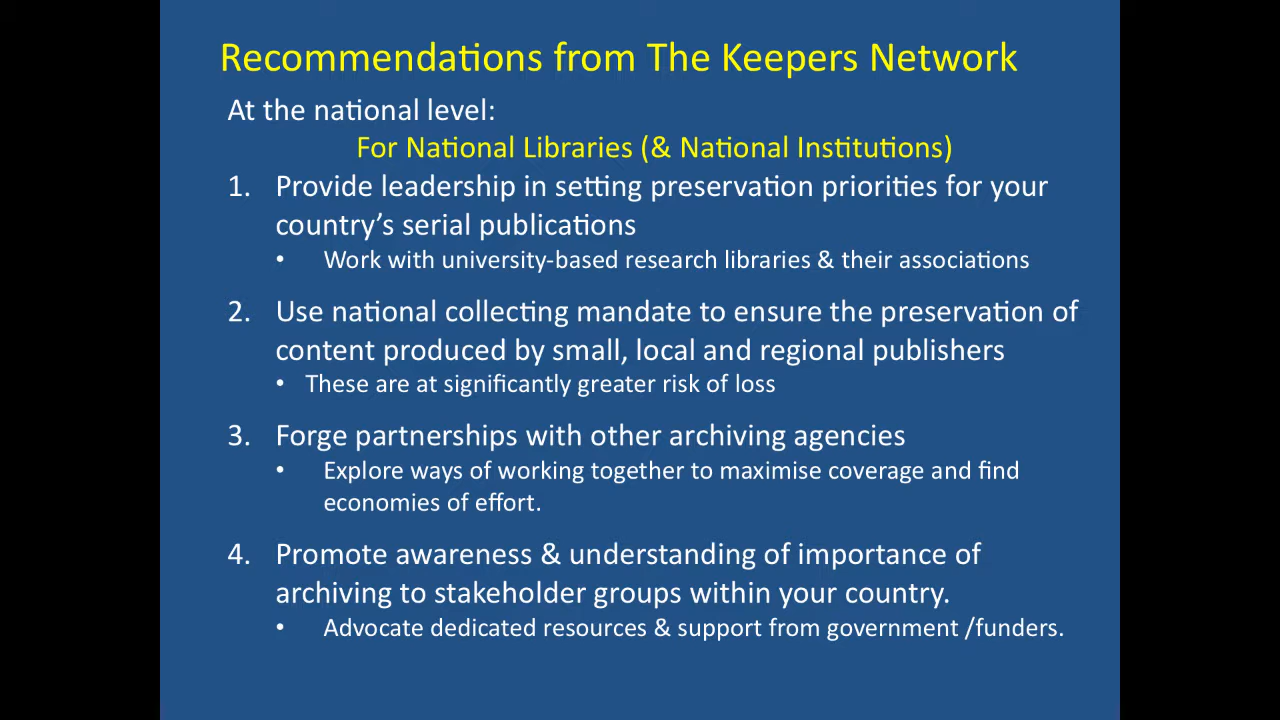 Recommendations from The Keepers Network
At the national level:
For National Libraries (& National Institutions)
1. Provide leadership in setting preservation priorities for your
country’s serial publications
• Work with university-based research libraries & their associations
2. Use national collecting mandate to ensure the preservation of
content produced by small, local and regional publishers
• These are at significantly greater risk of loss
3. Forge partnerships with other archiving agencies
• Explore ways of working together to maximise coverage and find
economies of effort.
4. Promote awareness & understanding of importance of
archiving to stakeholder groups within your country.
• Advocate dedicated resources & support from government /funders.